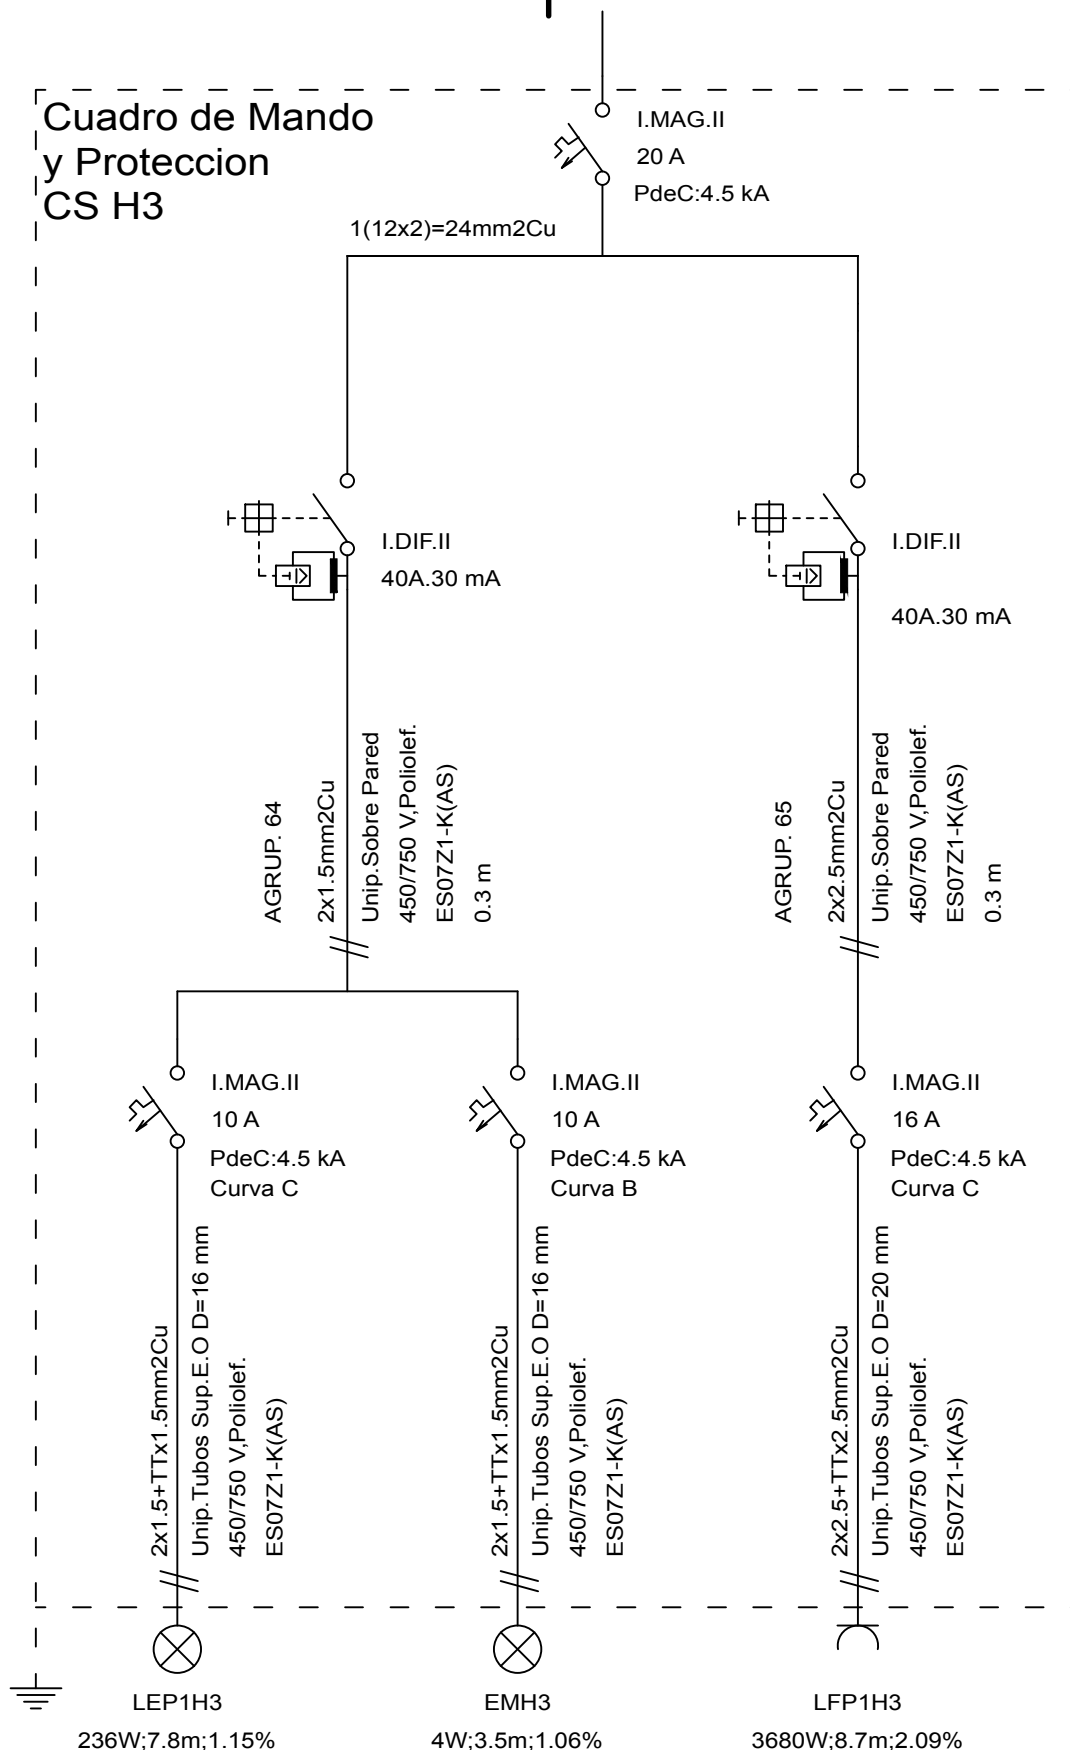 Cuadro de Mando
y Proteccion
CS H3
I.MAG.II
20 A
PdeC:4.5 kA
1(12x2)=24mm2Cu
I.DIF.II
40A.30 mA
I.DIF.II
40A.30 mA
AGRUP. 64
2x1.5mm2Cu
Unip.Sobre Pared
450/750 V,Poliolef.
ES07Z1-K(AS)
0.3 m
AGRUP. 65
2x2.5mm2Cu
Unip.Sobre Pared
450/750 V,Poliolef.
ES07Z1-K(AS)
0.3 m
I.MAG.II
10 A
PdeC:4.5 kA
Curva C
I.MAG.II
10 A
PdeC:4.5 kA
Curva B
I.MAG.II
16 A
PdeC:4.5 kA
Curva C
2x1.5+TTx1.5mm2Cu
Unip.Tubos Sup.E.O D=16 mm
450/750 V,Poliolef.
ES07Z1-K(AS)
2x1.5+TTx1.5mm2Cu
Unip.Tubos Sup.E.O D=16 mm
450/750 V,Poliolef.
ES07Z1-K(AS)
2x2.5+TTx2.5mm2Cu
Unip.Tubos Sup.E.O D=20 mm
450/750 V,Poliolef.
ES07Z1-K(AS)
LEP1H3
236W;7.8m;1.15%
EMH3
4W;3.5m;1.06%
LFP1H3
3680W;8.7m;2.09%